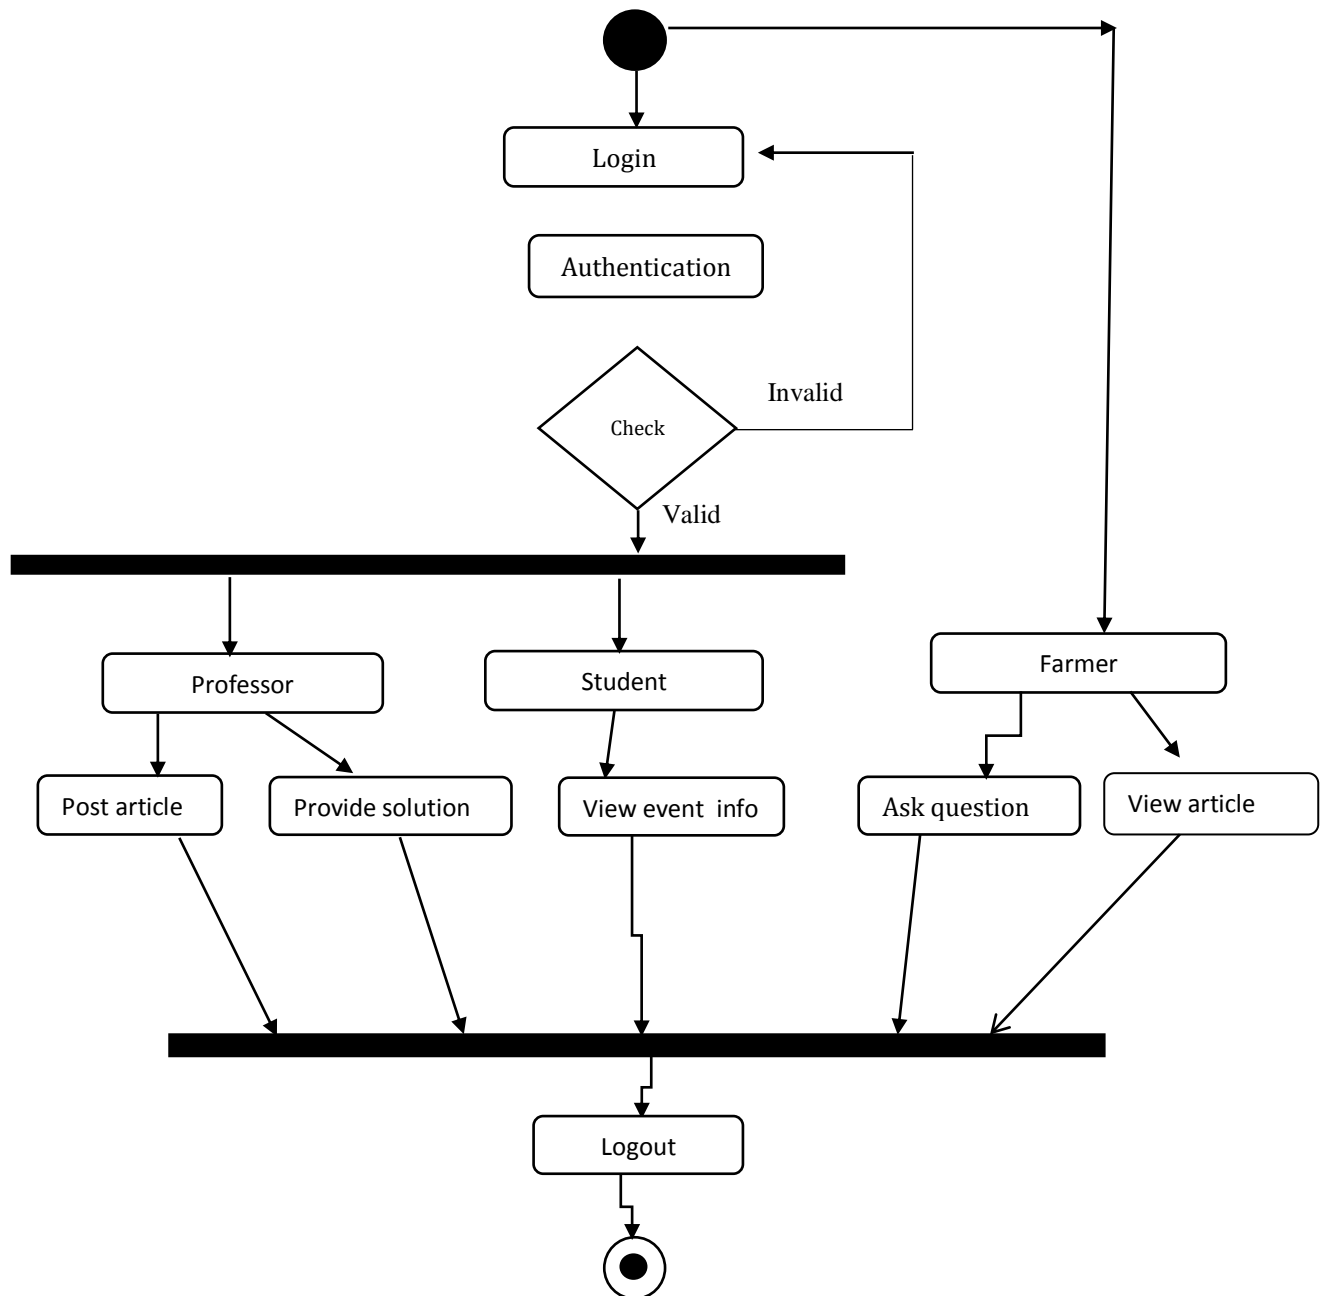 Login
Authentication
Invalid
Check
Valid
Professor
Student
Farmer
Post article
Provide solution
View event  info
Ask question
View article
Logout